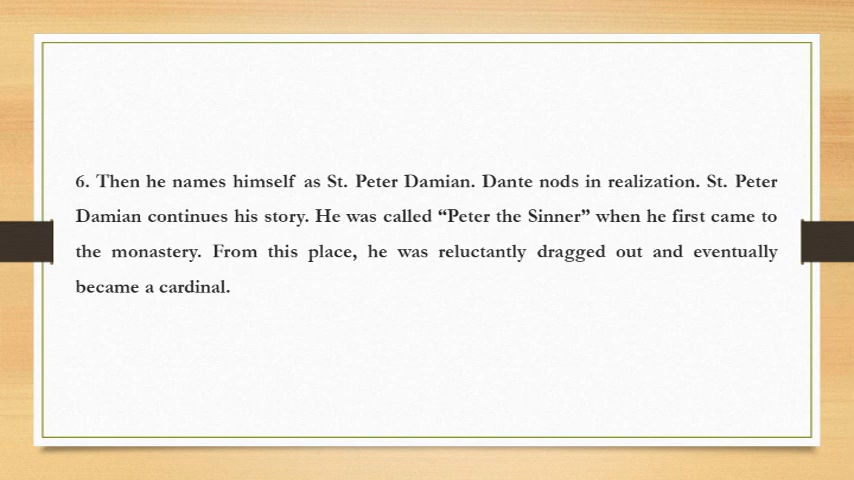 6. Then he names himself as St. Peter Damian. Dante nods in realization. St. Peter
Damian continues his story. He was called “Peter the Sinner” when he first came to
the monastery. From this place, he was reluctantly dragged out and eventually
became a cardinal.